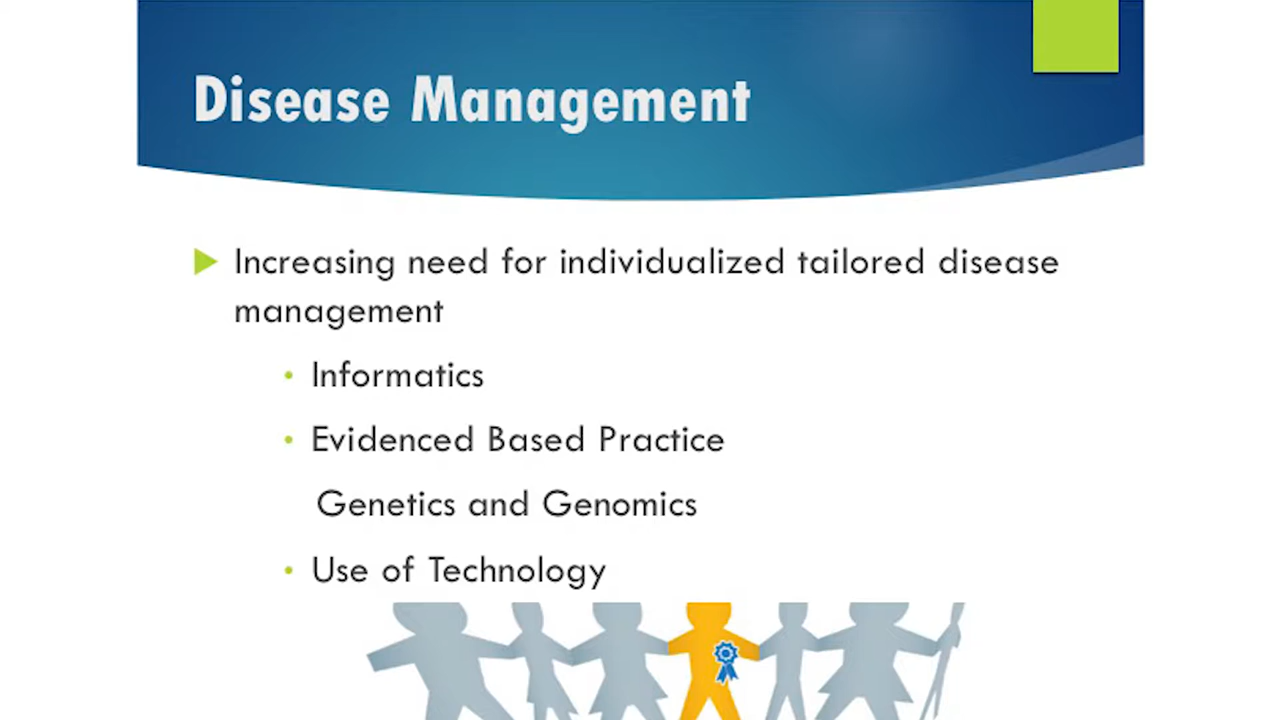 Disease Management
Increasing need for individualized tailored disease
management
Informatics
Evidenced Based Practice
Genetics and Genomics
Use of Technology